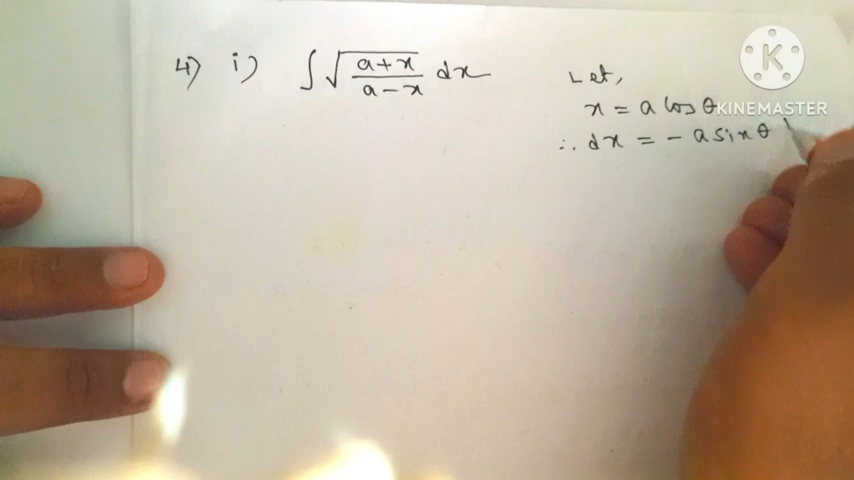 4) i) ∫ √((a+x)/(a-x)) dx
Let,
x = a cos θ
∴ dx = - a sin θ
KINEMASTER